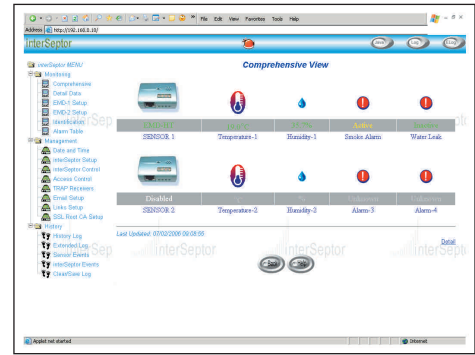 File Edit View Favorites Tools Help
Address http://192.168.0.10/
InterSeptor
InterSeptor MENU
Monitoring
Comprehensive
Detail Data
EMD-1 Setup
EMD-2 Setup
Identification
Alarm Table
Management
Date and Time
InterSeptor Setup
InterSeptor Control
Access Control
TRAP Receivers
Email Setup
Links Setup
SSL Root CA Setup
History
History Log
Extended Log
Sensor Events
InterSeptor Events
Clear/Save Log
Comprehensive View
Active
SENSOR 1 Temperature-1 Humidity-1 Smoke Alarm Water Leak
Disabled Unknown Unknown
SENSOR 2 Temperature-2 Humidity-2 Alarm-3 Alarm-4
Last Updated: 07/02/2006 09:08:55
Detail
InterSeptor InterSeptor
Applet net started Internet